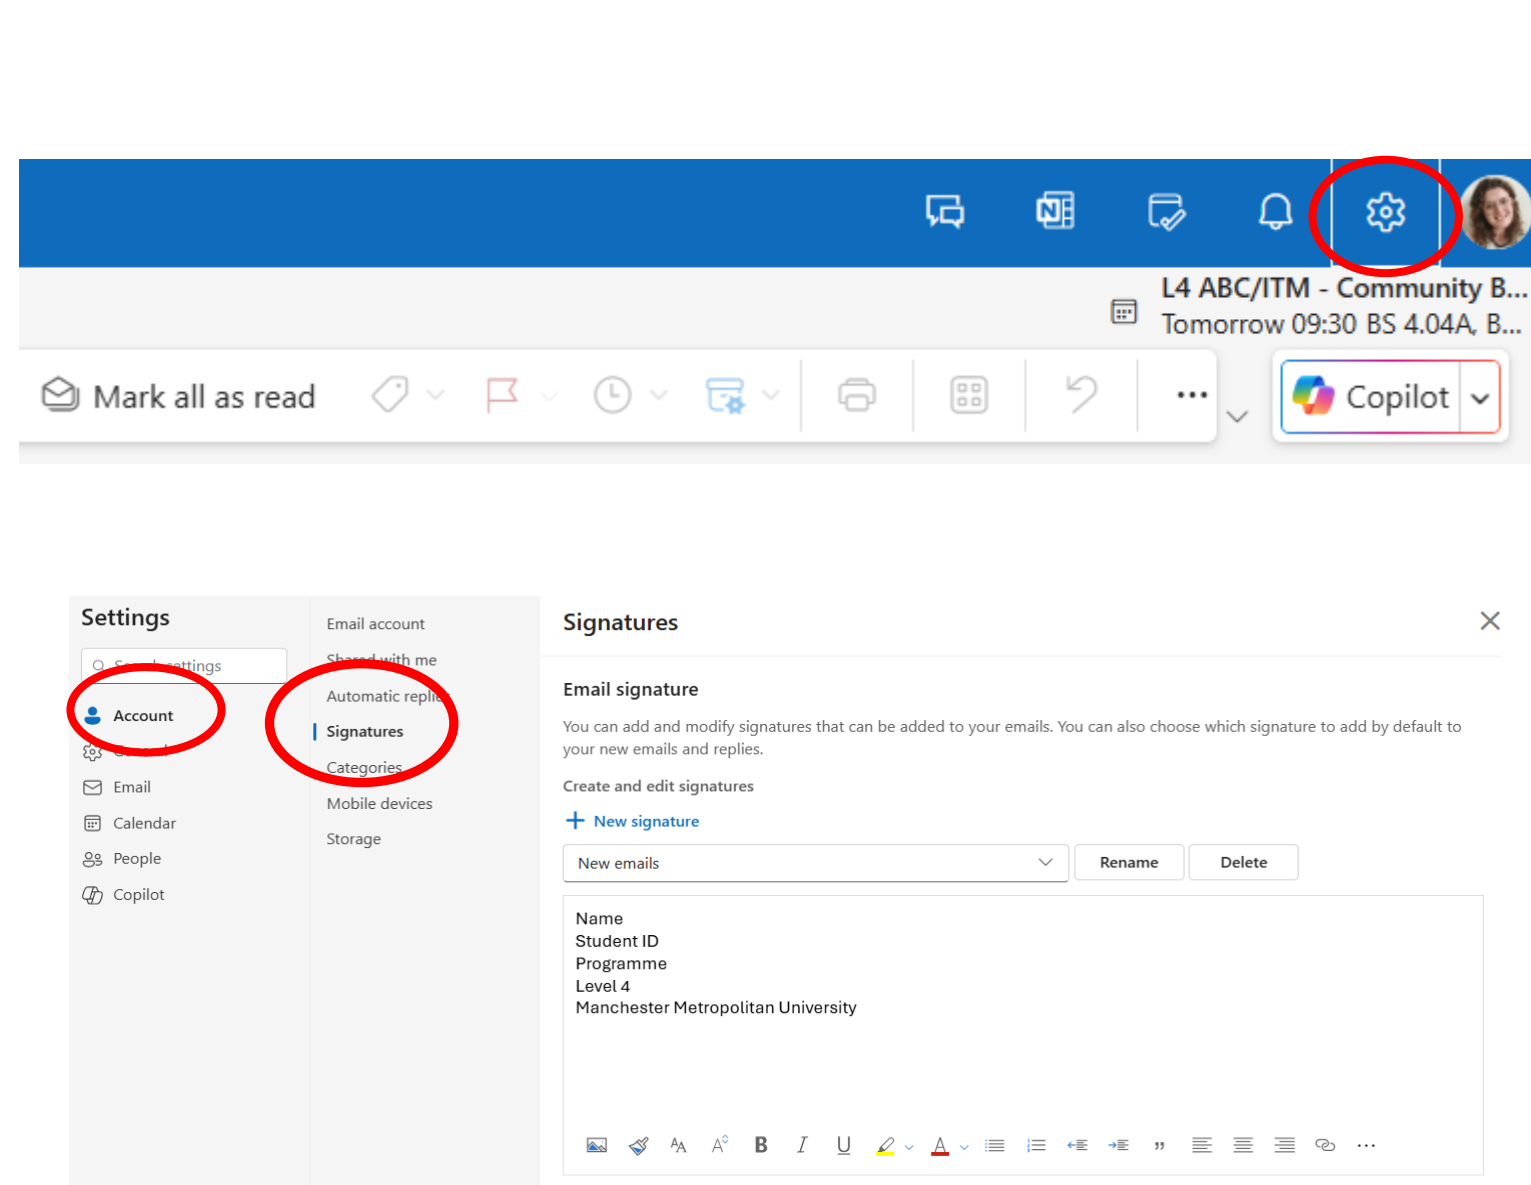 L4 ABC/ITM - Community B...
Tomorrow 09:30 BS 4.04A, B...
Mark all as read
Copilot
Settings
Search settings
Account
General
Email
Calendar
People
Copilot
Email account
Shared with me
Automatic replies
Signatures
Categories
Mobile devices
Storage
Signatures
Email signature
You can add and modify signatures that can be added to your emails. You can also choose which signature to add by default to
your new emails and replies.
Create and edit signatures
New signature
New emails
Rename
Delete
Name
Student ID
Programme
Level 4
Manchester Metropolitan University